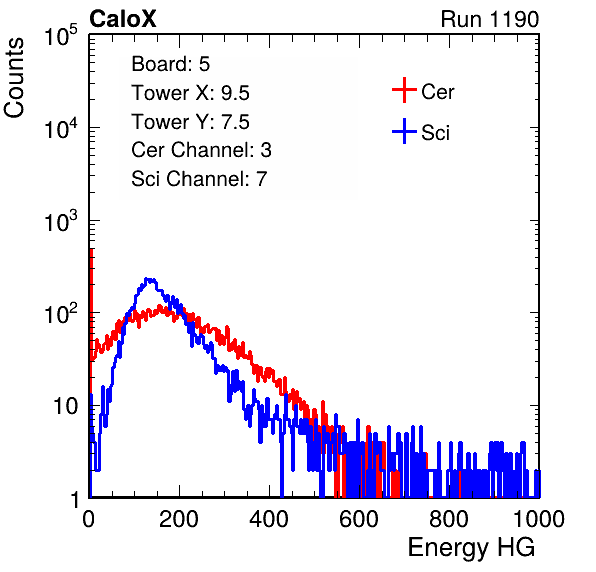 CaloX Run 1190
Board: 5
Tower X: 9.5
Tower Y: 7.5
Cer Channel: 3
Sci Channel: 7
Cer
Sci
Counts
10^5
10^4
10^3
10^2
10
1
0 200 400 600 800 1000
Energy HG